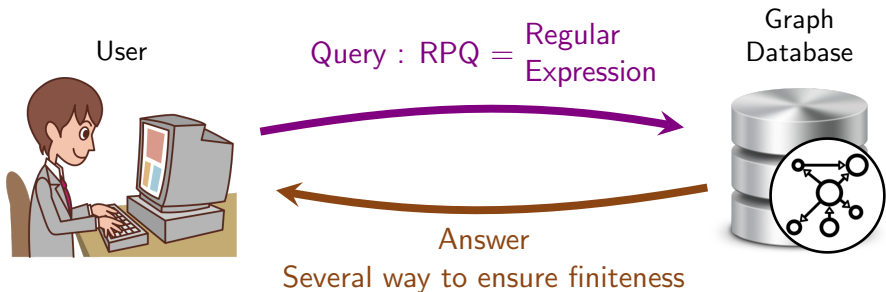 User
Query : RPQ = Regular
Expression
Graph
Database
Answer
Several way to ensure finiteness